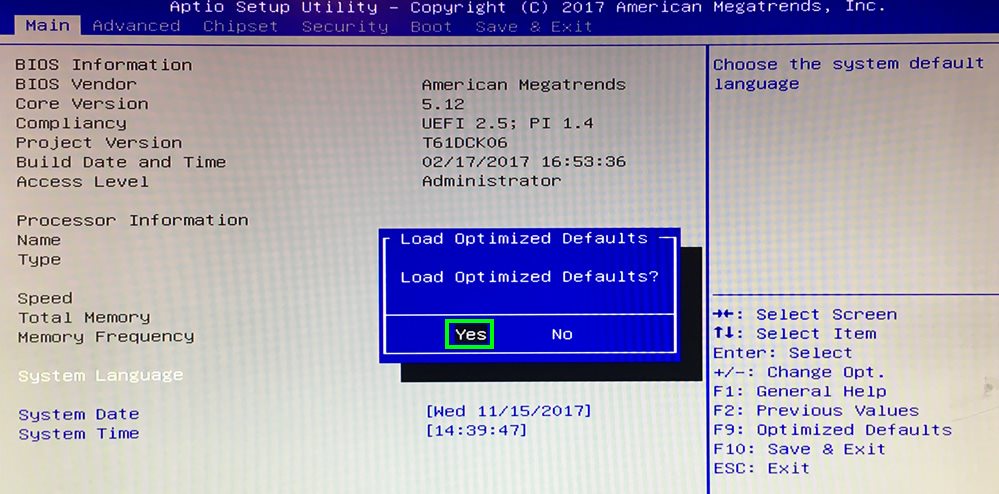 Aptio Setup Utility – Copyright (C) 2017 American Megatrends, Inc.
Main Advanced Chipset Security Boot Save & Exit
BIOS Information
BIOS Vendor American Megatrends
Core Version 5.12
Compliancy UEFI 2.5; PI 1.4
Project Version T61DCK06
Build Date and Time 02/17/2017 16:53:36
Access Level Administrator
Processor Information
Name
Type
Speed
Total Memory
Memory Frequency
System Language
System Date [Wed 11/15/2017]
System Time [14:39:47]
Load Optimized Defaults
Load Optimized Defaults?
Yes No
Choose the system default
language
→←: Select Screen
↑↓: Select Item
Enter: Select
+/-: Change Opt.
F1: General Help
F2: Previous Values
F9: Optimized Defaults
F10: Save & Exit
ESC: Exit